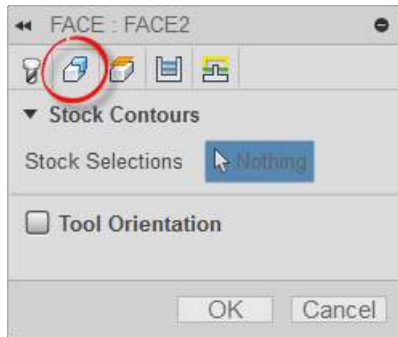 FACE : FACE2
Stock Contours
Stock Selections Nothing
Tool Orientation
OK Cancel